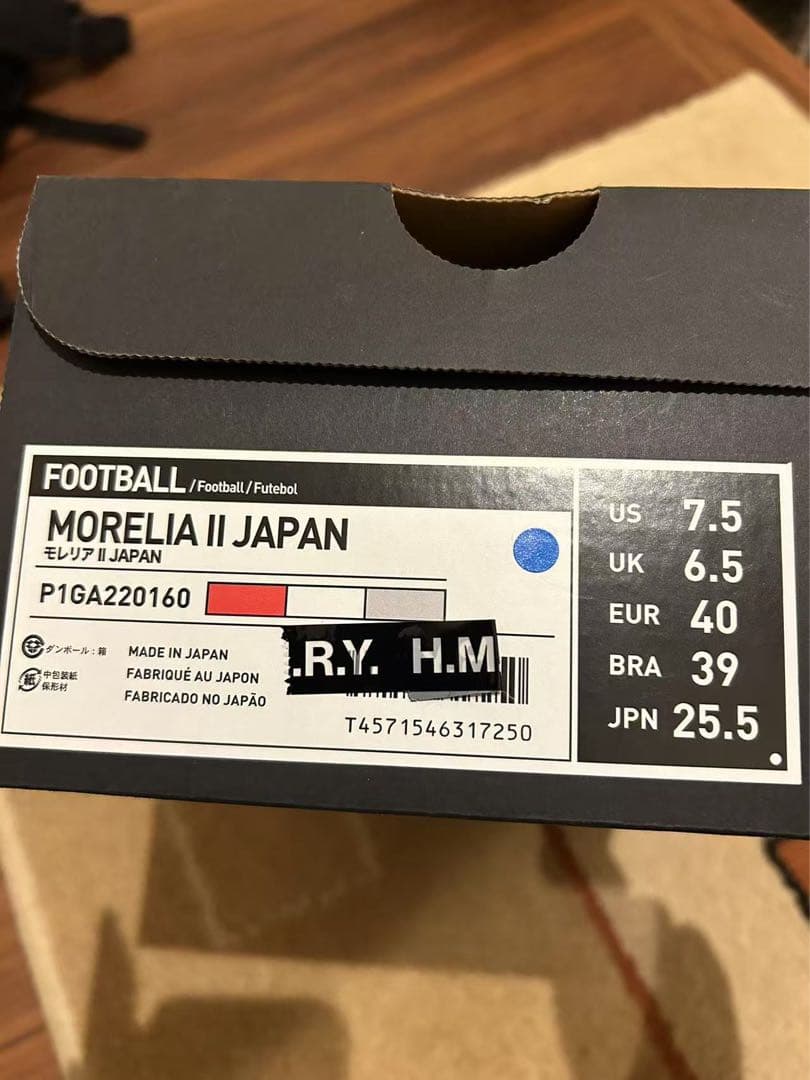 FOOTBALL /Football/Futebol
MORELIA II JAPAN
モレリア II JAPAN
P1GA220160
ダンボール：箱
紙 中包装紙
保形材
MADE IN JAPAN
FABRIQUÉ AU JAPON
FABRICADO NO JAPÃO
.R.Y. H.M
T4571546317250
US 7.5
UK 6.5
EUR 40
BRA 39
JPN 25.5